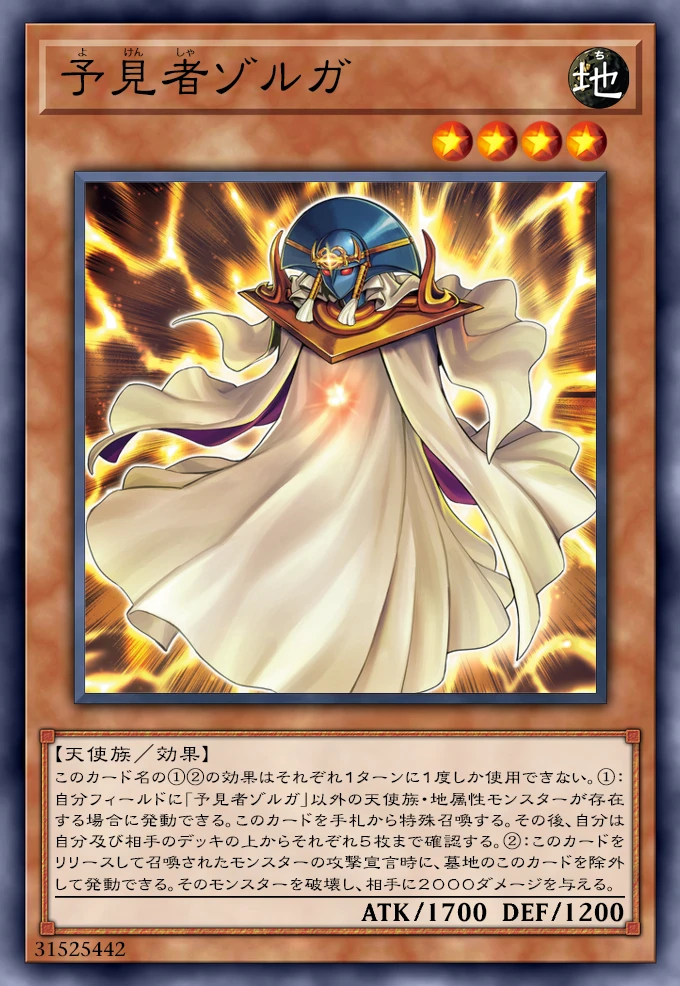 よ けん しゃ
予見者ゾルガ
ち
地
【天使族／効果】
このカード名の①②の効果はそれぞれ1ターンに1度しか使用できない。①：
自分フィールドに「予見者ゾルガ」以外の天使族・地属性モンスターが存在
する場合に発動できる。このカードを手札から特殊召喚する。その後、自分は
自分及び相手のデッキの上からそれぞれ5枚まで確認する。②：このカードを
リリースして召喚されたモンスターの攻撃宣言時に、墓地のこのカードを除外
して発動できる。そのモンスターを破壊し、相手に2000ダメージを与える。
ATK/1700 DEF/1200
31525442